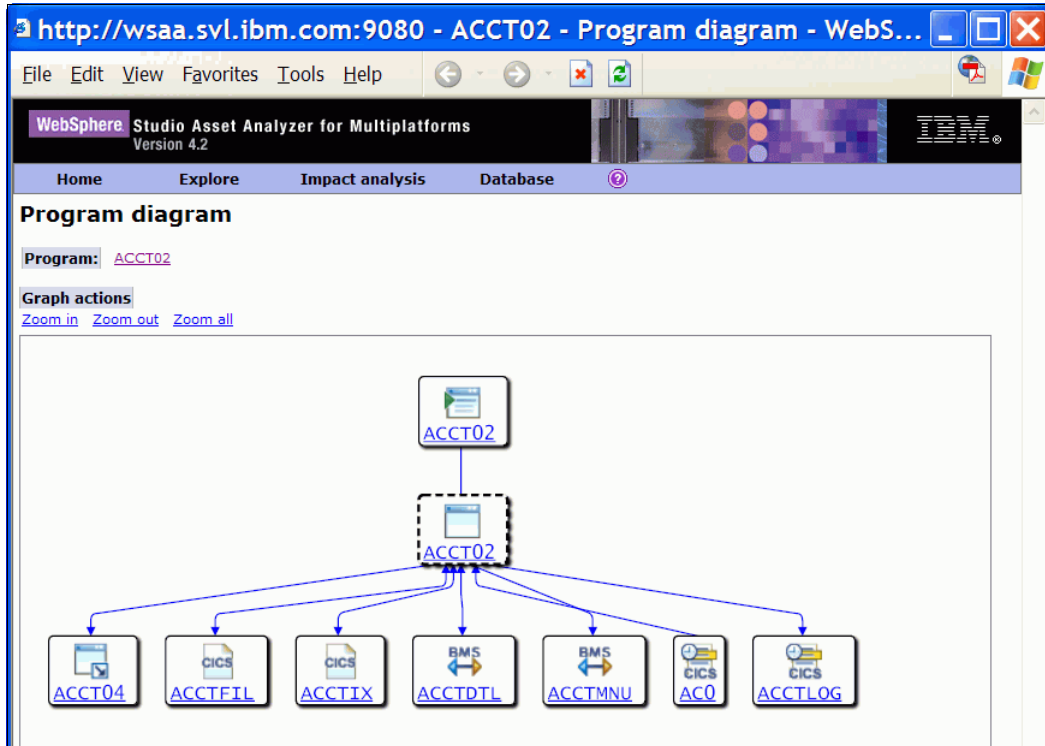 http://wsaa.svl.ibm.com:9080 - ACCT02 - Program diagram - WebS...
File Edit View Favorites Tools Help
WebSphere. Studio Asset Analyzer for Multiplatforms
Version 4.2
IBM®
Home Explore Impact analysis Database ?
Program diagram
Program: ACCT02
Graph actions
Zoom in Zoom out Zoom all
ACCT02
ACCT02
CICS CICS BMS BMS CICS CICS
ACCT04 ACCTFIL ACCTIX ACCTDTL ACCTMNU AC0 ACCTLOG